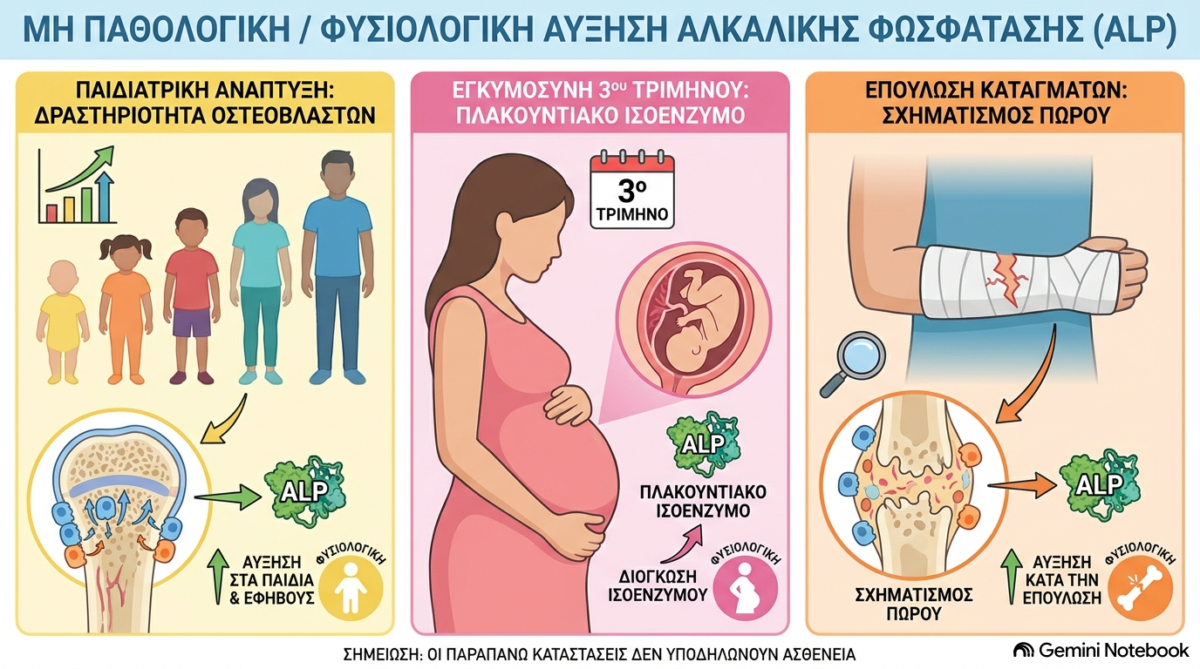 ΜΗ ΠΑΘΟΛΟΓΙΚΗ / ΦΥΣΙΟΛΟΓΙΚΗ ΑΥΞΗΣΗ ΑΛΚΑΛΙΚΗΣ ΦΩΣΦΑΤΑΣΗΣ (ALP)
ΠΑΙΔΙΑΤΡΙΚΗ ΑΝΑΠΤΥΞΗ:
ΔΡΑΣΤΗΡΙΟΤΗΤΑ ΟΣΤΕΟΒΛΑΣΤΩΝ
ALP
ΑΥΞΗΣΗ
ΣΤΑ ΠΑΙΔΙΑ
& ΕΦΗΒΟΥΣ
ΦΥΣΙΟΛΟΓΙΚΗ
ΕΓΚΥΜΟΣΥΝΗ 3ου ΤΡΙΜΗΝΟΥ:
ΠΛΑΚΟΥΝΤΙΑΚΟ ΙΣΟΕΝΖΥΜΟ
3ο
ΤΡΙΜΗΝΟ
ALP
ΠΛΑΚΟΥΝΤΙΑΚΟ
ΙΣΟΕΝΖΥΜΟ
ΔΙΟΓΚΩΣΗ
ΙΣΟΕΝΖΥΜΟΥ
ΦΥΣΙΟΛΟΓΙΚΗ
ΕΠΟΥΛΩΣΗ ΚΑΤΑΓΜΑΤΩΝ:
ΣΧΗΜΑΤΙΣΜΟΣ ΠΩΡΟΥ
ALP
ΣΧΗΜΑΤΙΣΜΟΣ
ΠΩΡΟΥ
ΑΥΞΗΣΗ
ΚΑΤΑ ΤΗΝ
ΕΠΟΥΛΩΣΗ
ΦΥΣΙΟΛΟΓΙΚΗ
ΣΗΜΕΙΩΣΗ: ΟΙ ΠΑΡΑΠΑΝΩ ΚΑΤΑΣΤΑΣΕΙΣ ΔΕΝ ΥΠΟΔΗΛΩΝΟΥΝ ΑΣΘΕΝΕΙΑ
Gemini Notebook